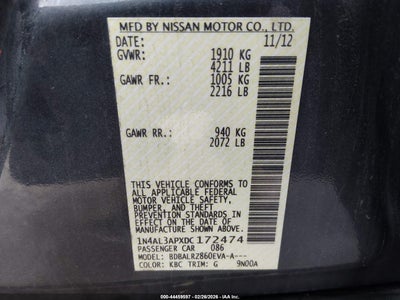 MFD BY NISSAN MOTOR CO., LTD.
DATE: 11/12
GVWR: 1910 KG
4211 LB
GAWR FR.: 1005 KG
2216 LB
GAWR RR.: 940 KG
2072 LB
THIS VEHICLE CONFORMS
TO ALL APPLICABLE FEDERAL
MOTOR VEHICLE SAFETY,
BUMPER, AND THEFT
PREVENTION STANDARDS IN
EFFECT ON THE DATE OF
MANUFACTURE SHOWN ABOVE.
1N4AL3APXDC172474
PASSENGER CAR 086
MODEL: BDBALRZ860EVA-A---
COLOR: KBC TRIM: G 9N00A
002 - 44459597 - 02/26/2026 - IAA Inc.